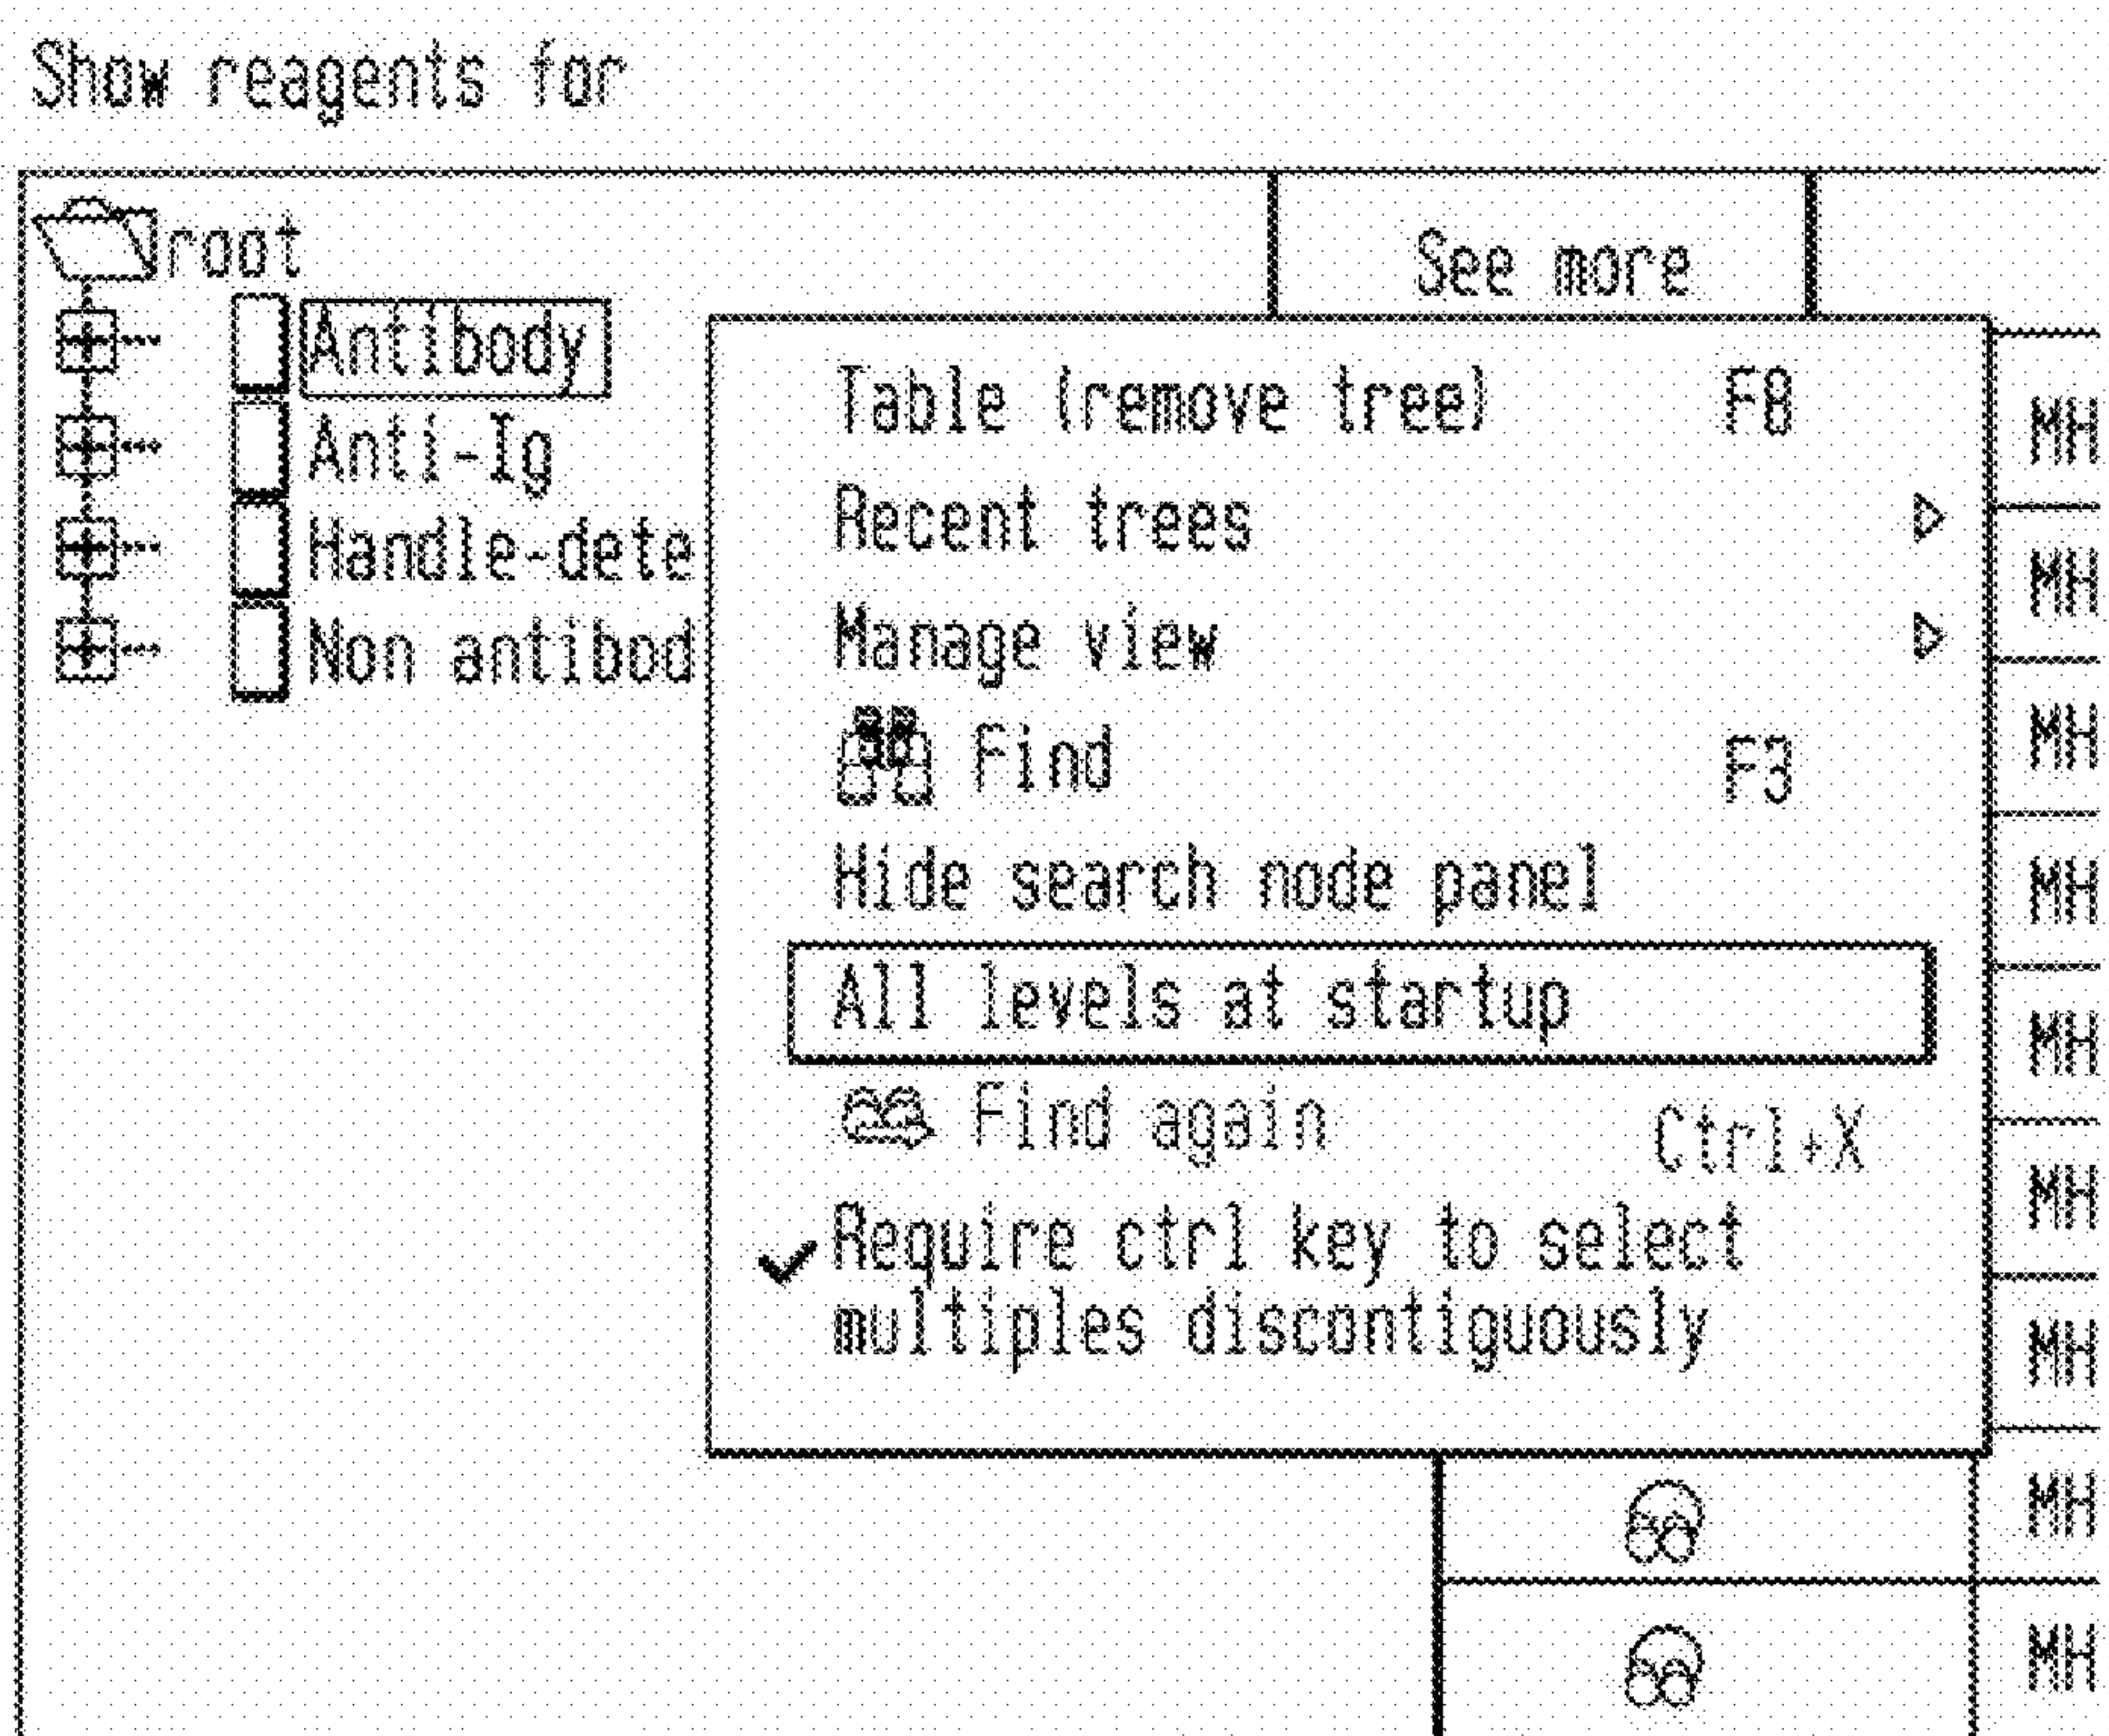 Show reagents for
root
See more
Antibody
Anti-Ig
Handle-dete
Non antibod
Table (remove tree) F8
Recent trees
Manage view
Find F3
Hide search node panel
All levels at startup
Find again Ctrl+X
Require ctrl key to select
multiples discontiguously
MH
MH
MH
MH
MH
MH
MH
MH
MH